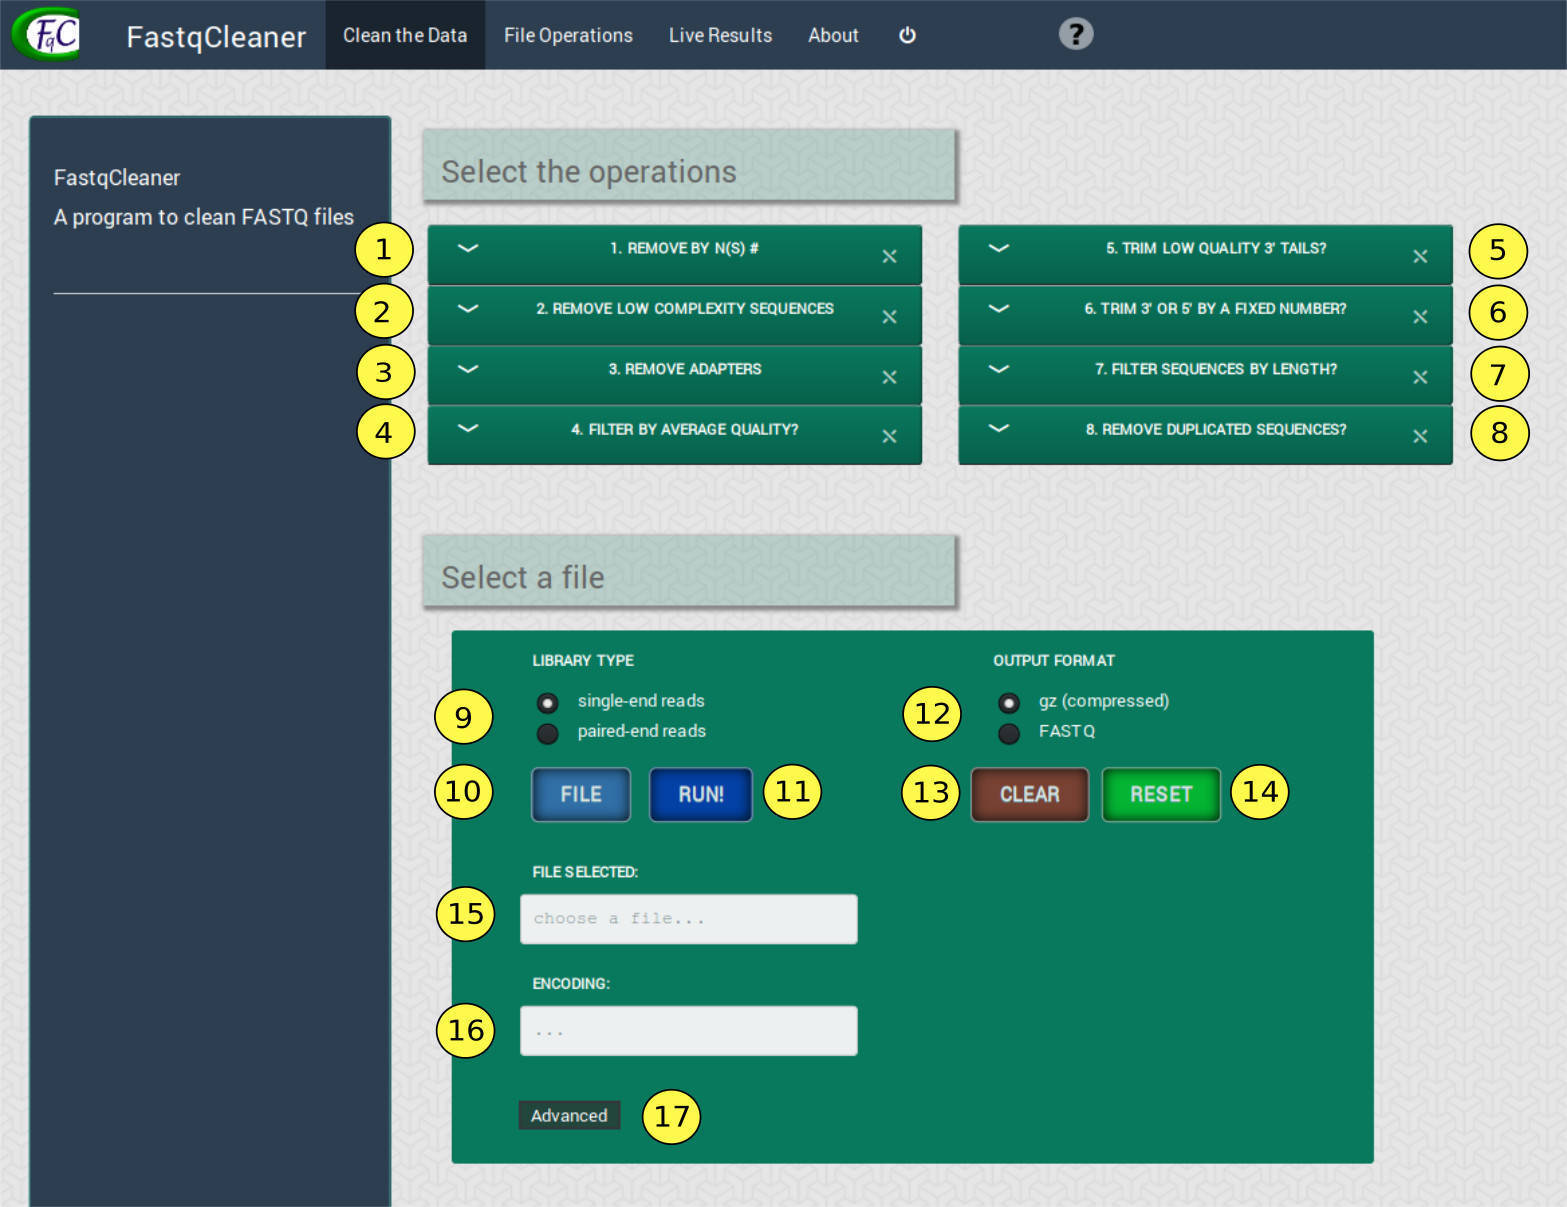 FqC FastqCleaner Clean the Data File Operations Live Results About ?
FastqCleaner
A program to clean FASTQ files
Select the operations
1 1. REMOVE BY N(S) #
2 2. REMOVE LOW COMPLEXITY SEQUENCES
3 3. REMOVE ADAPTERS
4 4. FILTER BY AVERAGE QUALITY?
5. TRIM LOW QUALITY 3' TAILS? 5
6. TRIM 3' OR 5' BY A FIXED NUMBER? 6
7. FILTER SEQUENCES BY LENGTH? 7
8. REMOVE DUPLICATED SEQUENCES? 8
Select a file
LIBRARY TYPE
9
single-end reads
paired-end reads
OUTPUT FORMAT
12
gz (compressed)
FASTQ
10 FILE RUN! 11
13 CLEAR RESET 14
FILE SELECTED:
15 choose a file...
ENCODING:
16 ...
Advanced 17